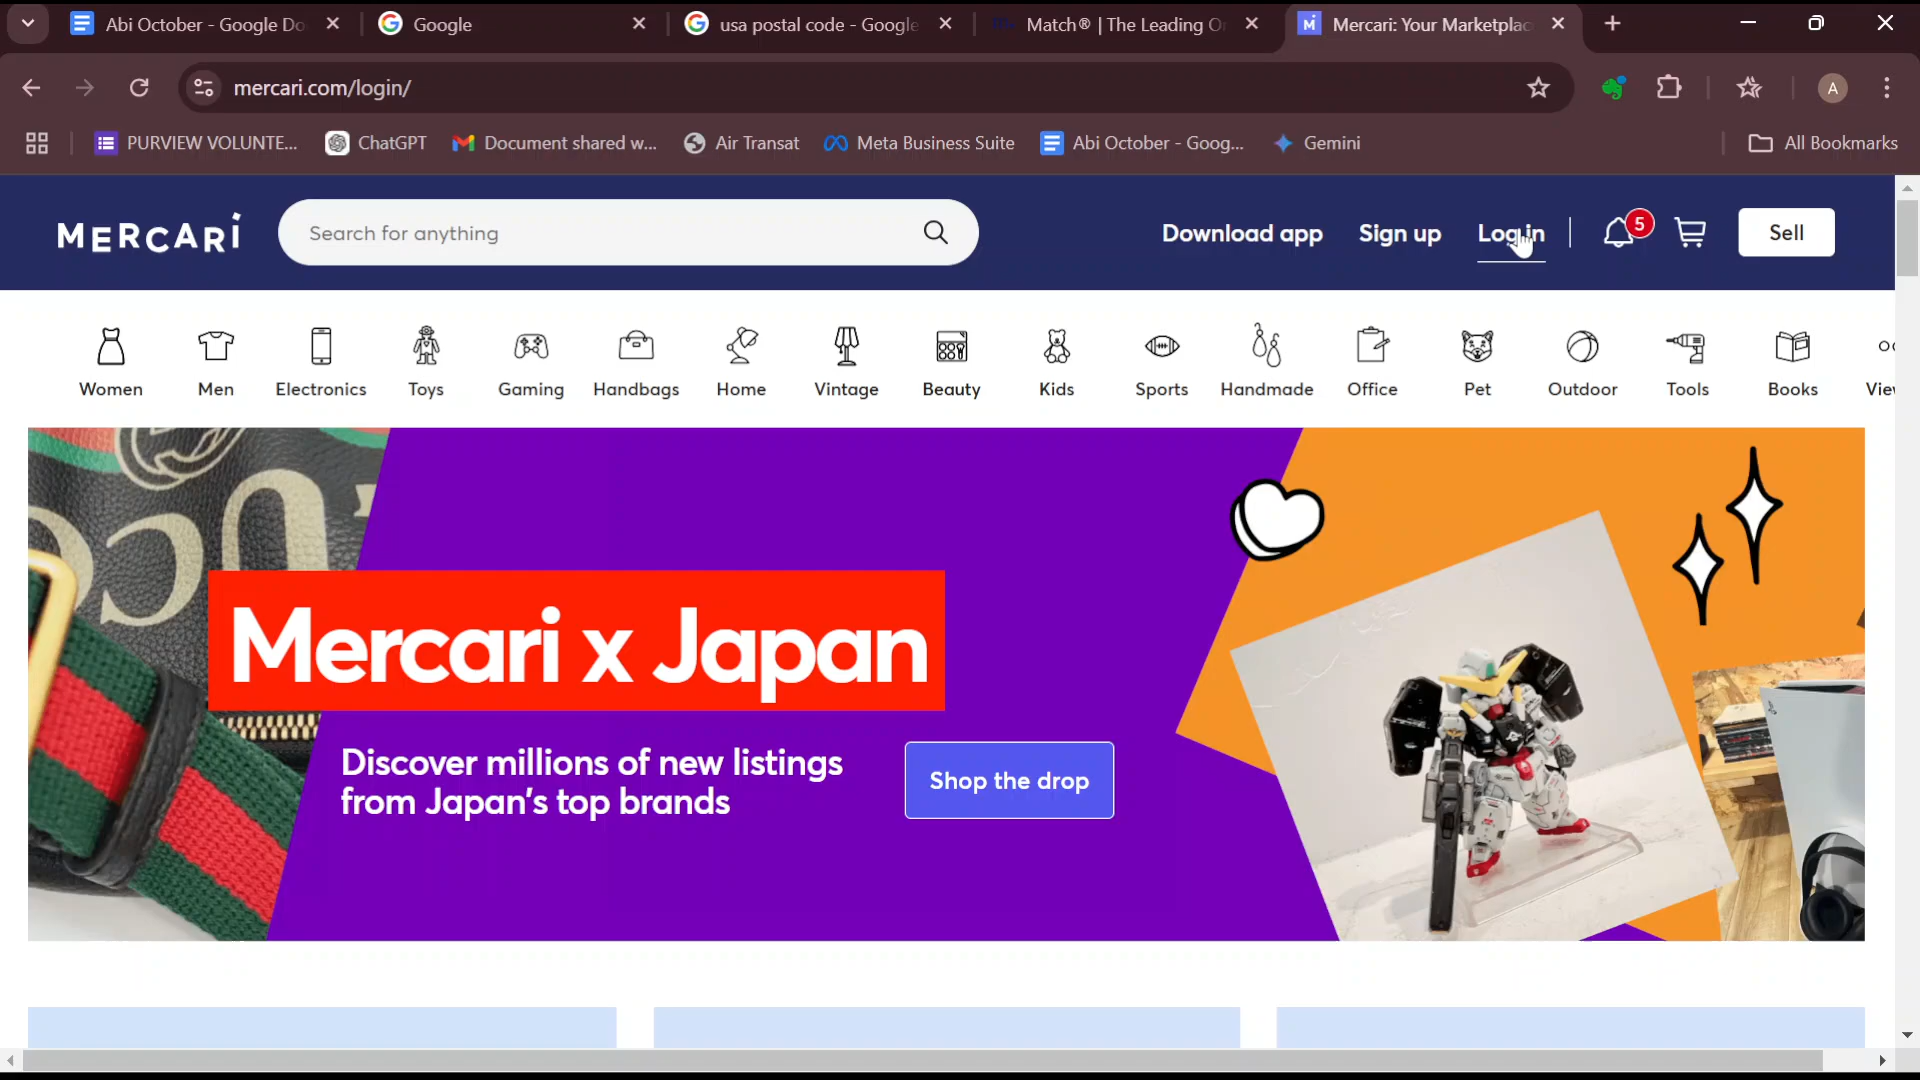 Abi October - Google Do
Google
usa postal code - Google
Match® | The Leading O
Mercari: Your Marketplac
mercari.com/login/
A
PURVIEW VOLUNTE...
ChatGPT
Document shared w...
Air Transat
Meta Business Suite
Abi October - Goog...
Gemini
All Bookmarks
MERCARI
Search for anything
Download app
Sign up
Login
5
Sell
Women
Men
Electronics
Toys
Gaming
Handbags
Home
Vintage
Beauty
Kids
Sports
Handmade
Office
Pet
Outdoor
Tools
Books
Mercari x Japan
Discover millions of new listings
from Japan's top brands
Shop the drop